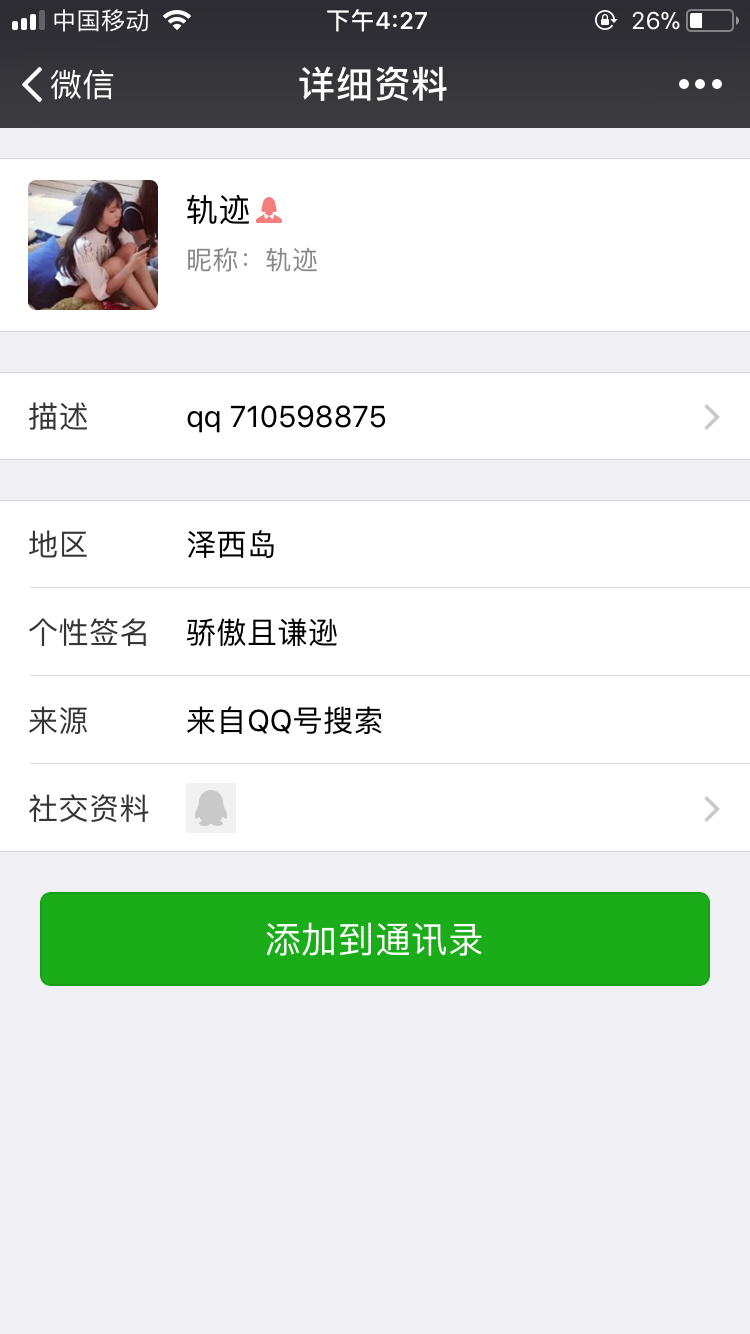 中国移动 下午4:27 26%
微信 详细资料
轨迹
昵称：轨迹
描述 qq 710598875
地区 泽西岛
个性签名 骄傲且谦逊
来源 来自QQ号搜索
社交资料
添加到通讯录